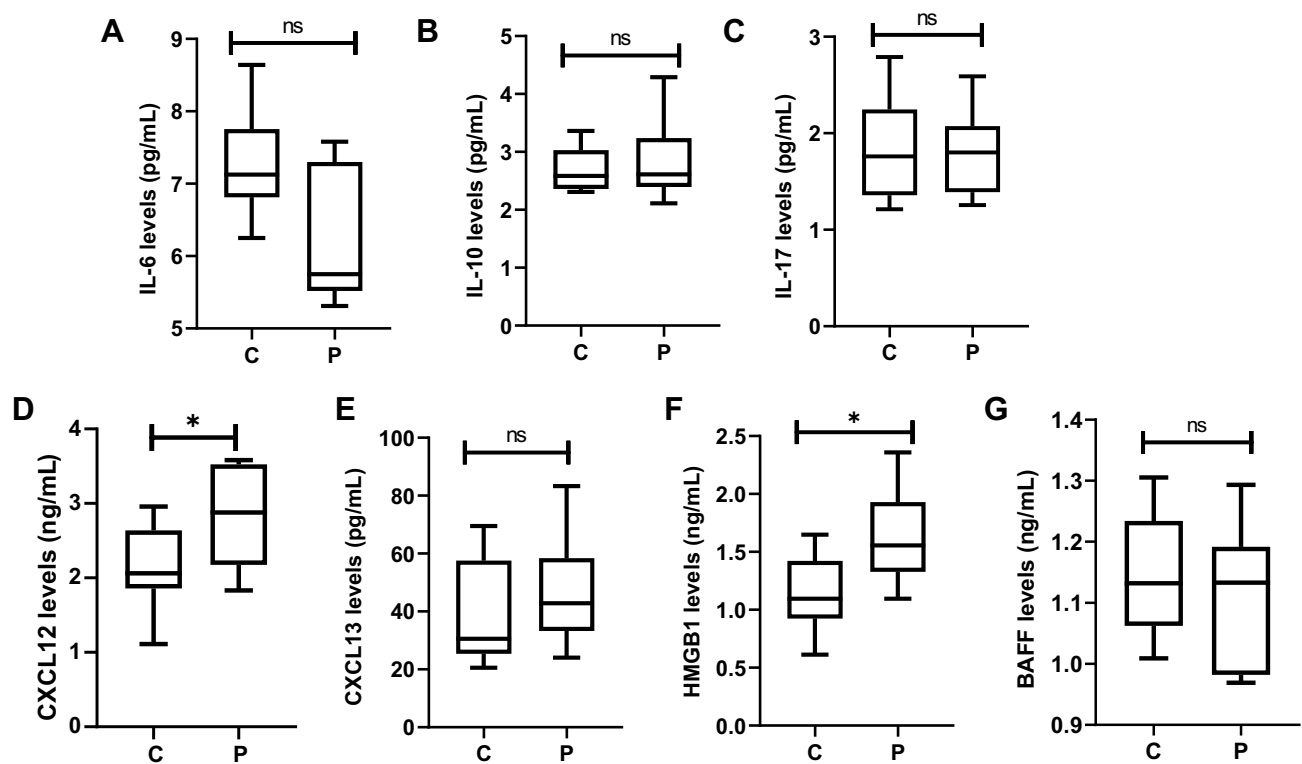 A
IL-6 levels (pg/mL)
9
8
7
6
5
ns
C P
B
IL-10 levels (pg/mL)
5
4
3
2
1
0
ns
C P
C
IL-17 levels (pg/mL)
3
2
1
0
ns
C P
D
CXCL12 levels (ng/mL)
4
3
2
1
0
*
C P
E
CXCL13 levels (pg/mL)
100
80
60
40
20
0
ns
C P
F
HMGB1 levels (ng/mL)
2.5
2.0
1.5
1.0
0.5
0.0
*
C P
G
BAFF levels (ng/mL)
1.4
1.3
1.2
1.1
1.0
0.9
ns
C P